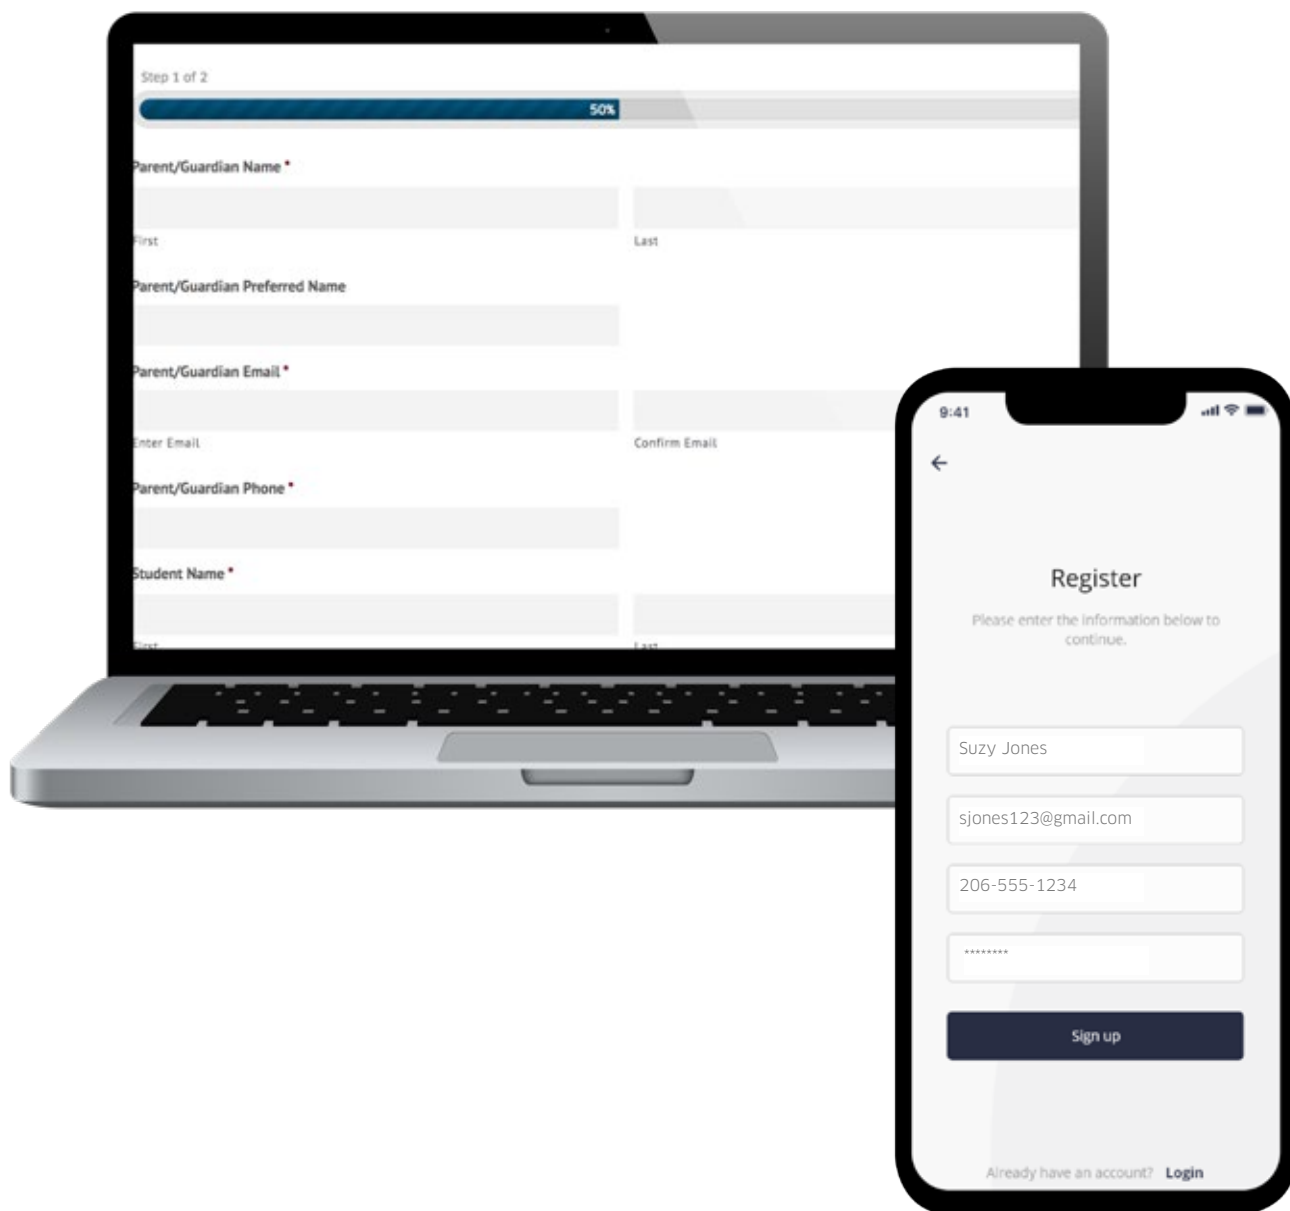 Step 1 of 2
50%
Parent/Guardian Name *
First Last
Parent/Guardian Preferred Name
Parent/Guardian Email *
Enter Email Confirm Email
Parent/Guardian Phone *
Student Name *
First Last
9:41
Register
Please enter the information below to
continue.
Suzy Jones
sjones123@gmail.com
206-555-1234
********
Sign up
Already have an account? Login